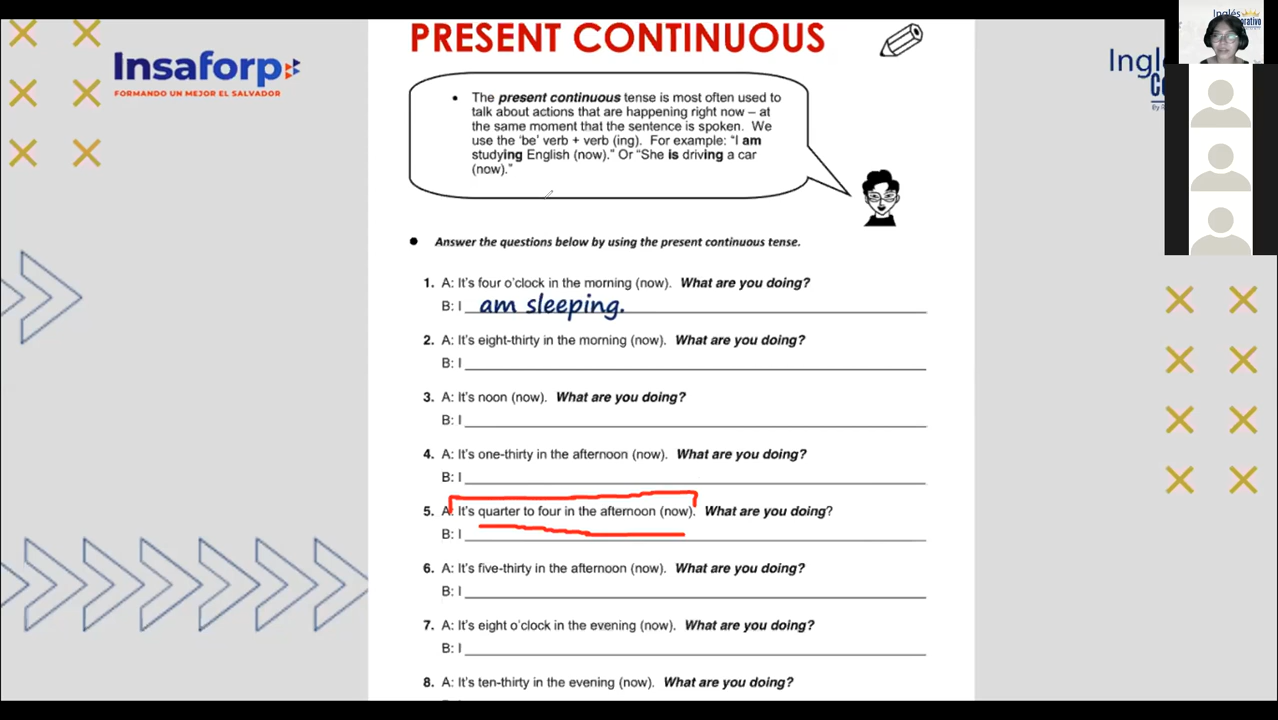 PRESENT CONTINUOUS
Insaforp
FORMANDO UN MEJOR EL SALVADOR
Inglés
• The present continuous tense is most often used to
talk about actions that are happening right now – at
the same moment that the sentence is spoken. We
use the 'be' verb + verb (ing). For example: "I am
studying English (now)." Or "She is driving a car
(now)."
• Answer the questions below by using the present continuous tense.
1. A: It's four o'clock in the morning (now). What are you doing?
B: I am sleeping.
2. A: It's eight-thirty in the morning (now). What are you doing?
B: I
3. A: It's noon (now). What are you doing?
B: I
4. A: It's one-thirty in the afternoon (now). What are you doing?
B: I
5. A: It's quarter to four in the afternoon (now). What are you doing?
B: I
6. A: It's five-thirty in the afternoon (now). What are you doing?
B: I
7. A: It's eight o'clock in the evening (now). What are you doing?
B: I
8. A: It's ten-thirty in the evening (now). What are you doing?